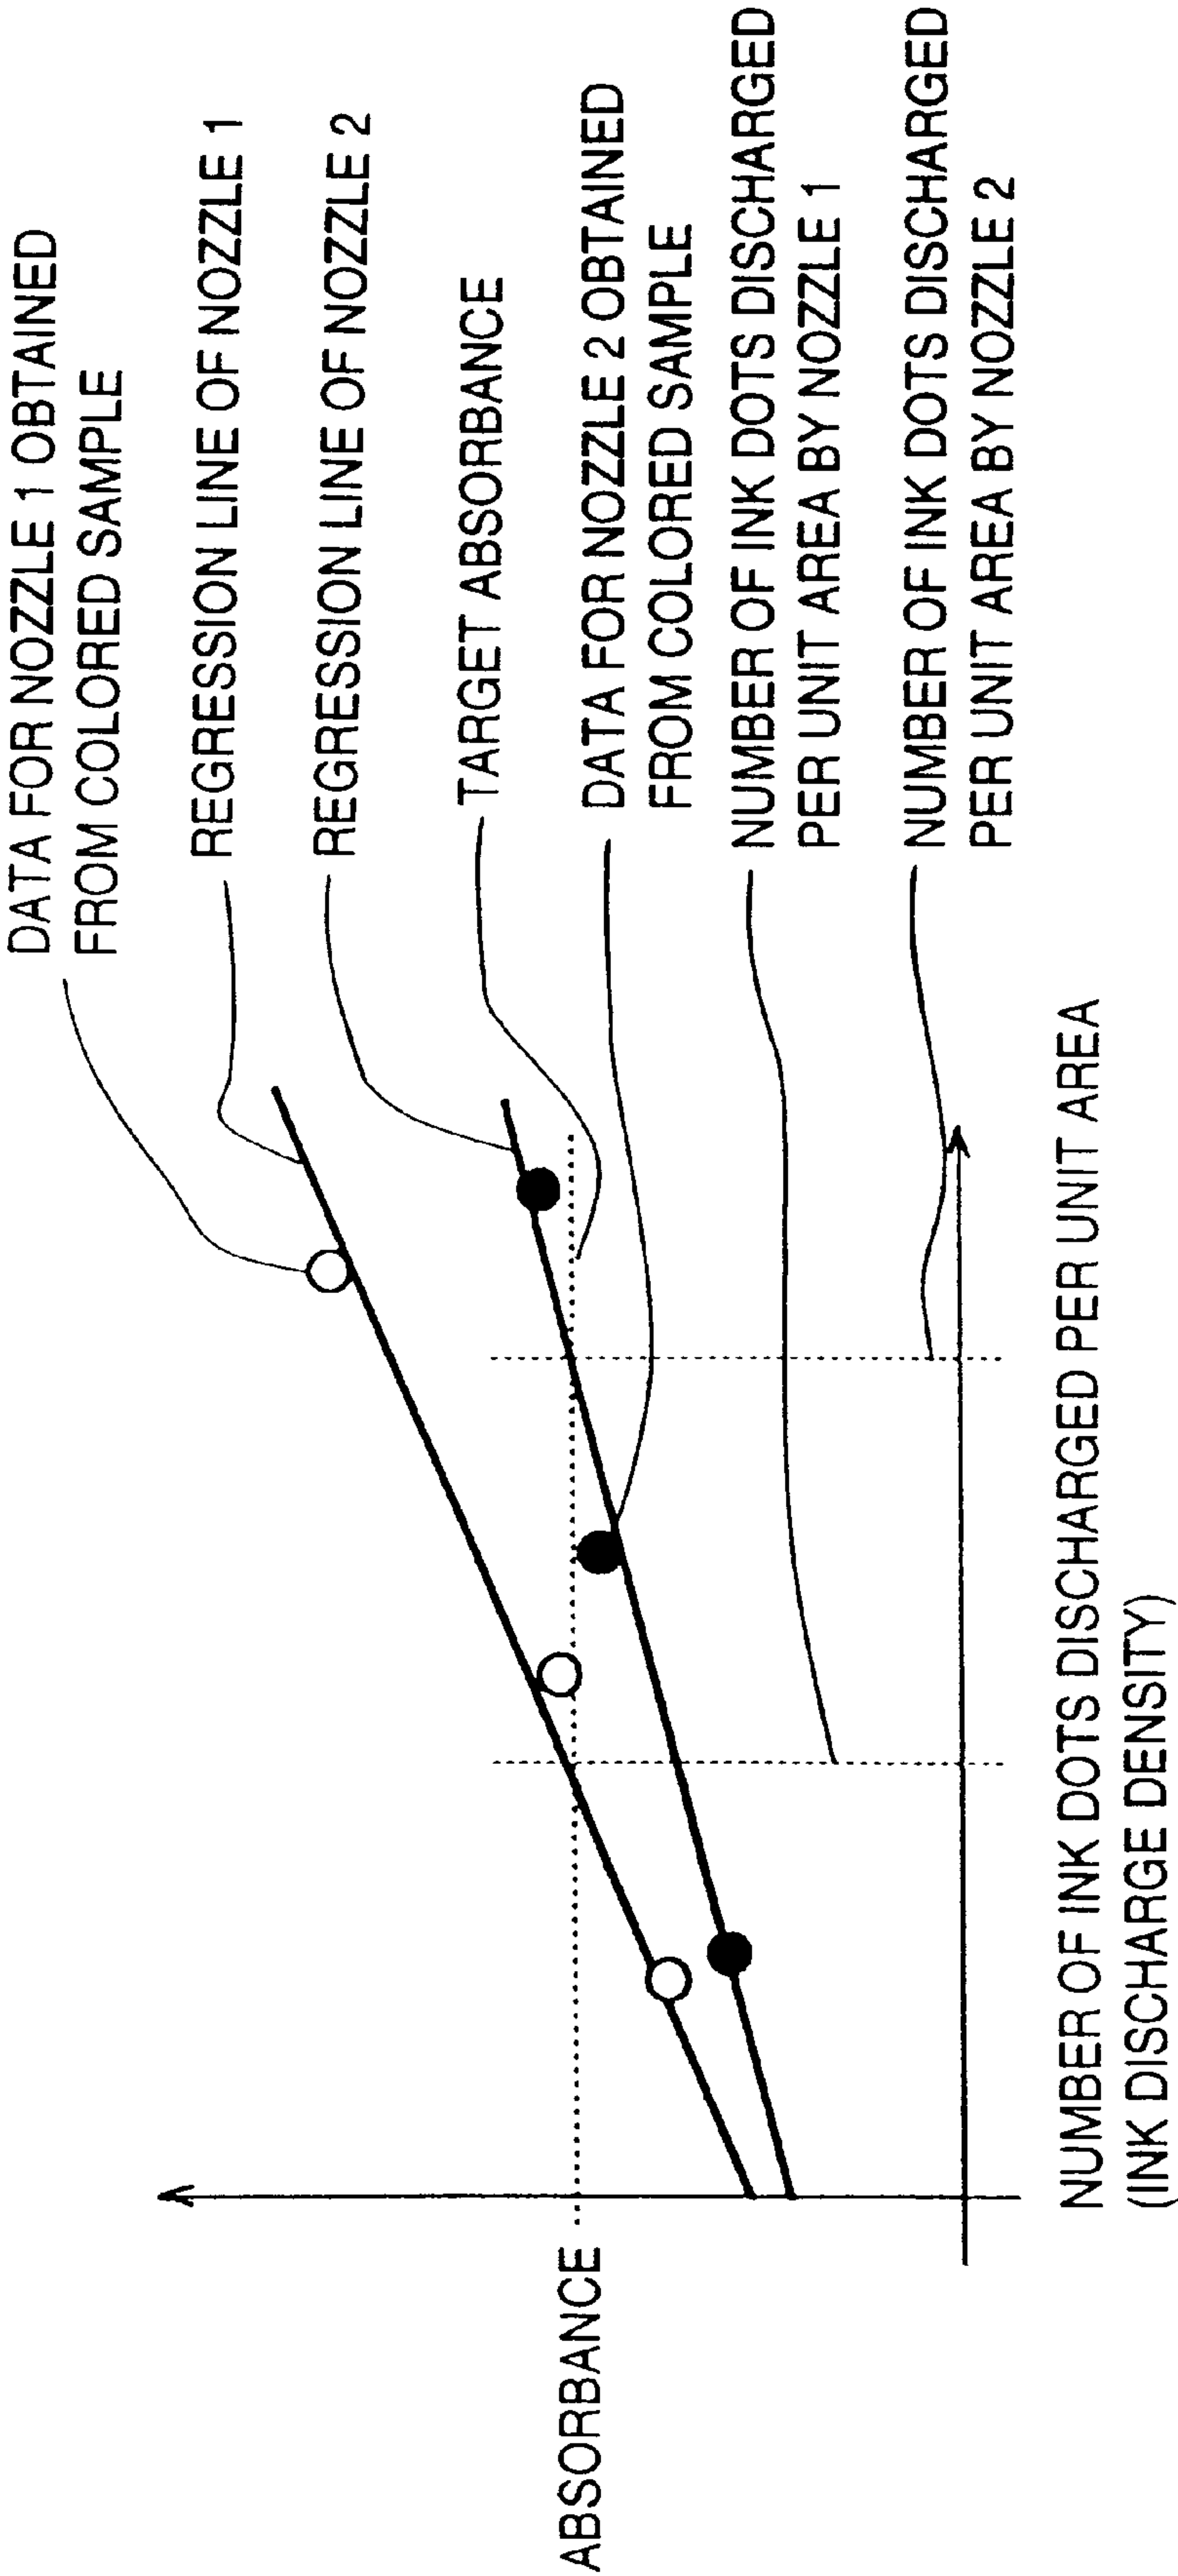 DATA FOR NOZZLE 1 OBTAINED
FROM COLORED SAMPLE
REGRESSION LINE OF NOZZLE 1
REGRESSION LINE OF NOZZLE 2
TARGET ABSORBANCE
DATA FOR NOZZLE 2 OBTAINED
FROM COLORED SAMPLE
NUMBER OF INK DOTS DISCHARGED
PER UNIT AREA BY NOZZLE 1
NUMBER OF INK DOTS DISCHARGED
PER UNIT AREA BY NOZZLE 2
ABSORBANCE
NUMBER OF INK DOTS DISCHARGED PER UNIT AREA
(INK DISCHARGE DENSITY)